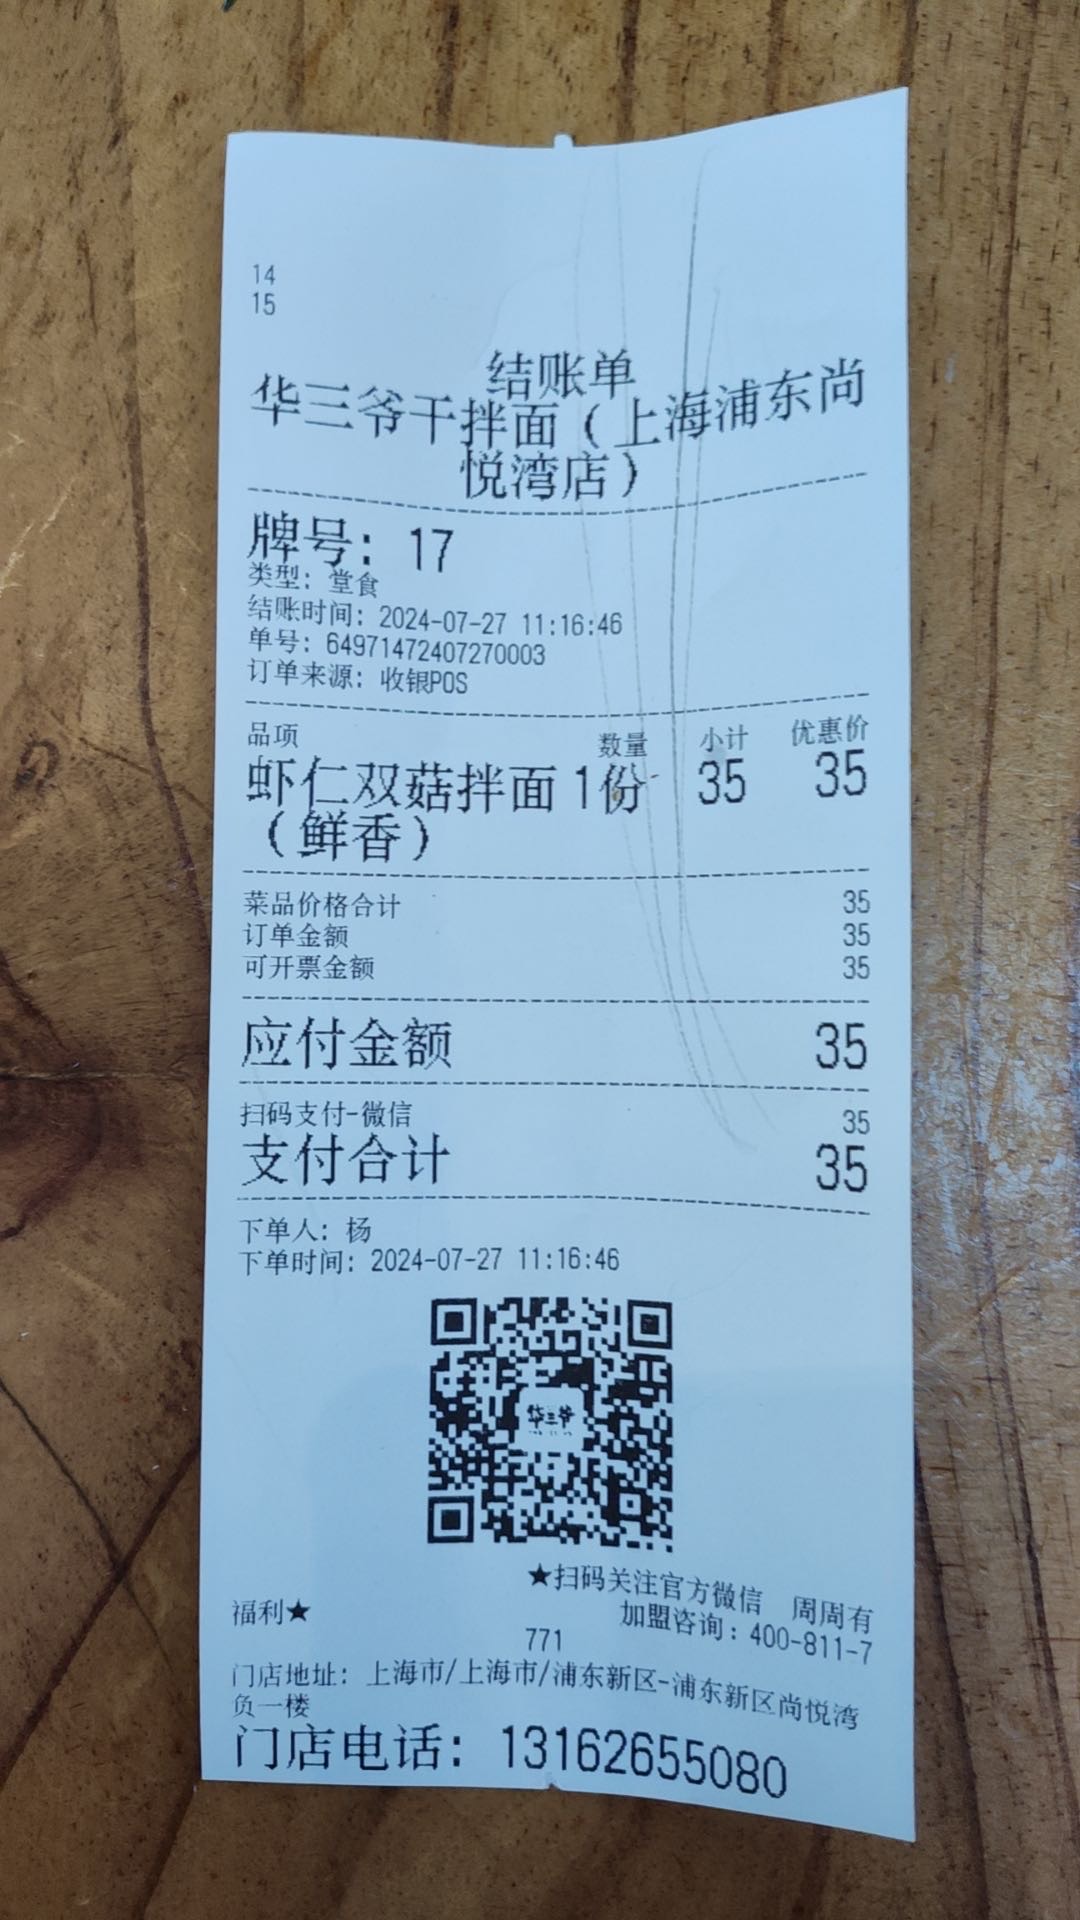 14
15
结账单
华三爷干拌面（上海浦东尚
悦湾店）
牌号：17
类型：堂食
结账时间：2024-07-27 11:16:46
单号：64971472407270003
订单来源：收银POS
品项 数量 小计 优惠价
虾仁双菇拌面 1份 35 35
（鲜香）
菜品价格合计 35
订单金额 35
可开票金额 35
应付金额 35
扫码支付-微信 35
支付合计 35
下单人：杨
下单时间：2024-07-27 11:16:46
华三爷
★扫码关注官方微信 周周有
福利★ 加盟咨询：400-811-7
771
门店地址：上海市/上海市/浦东新区-浦东新区尚悦湾
负一楼
门店电话：13162655080